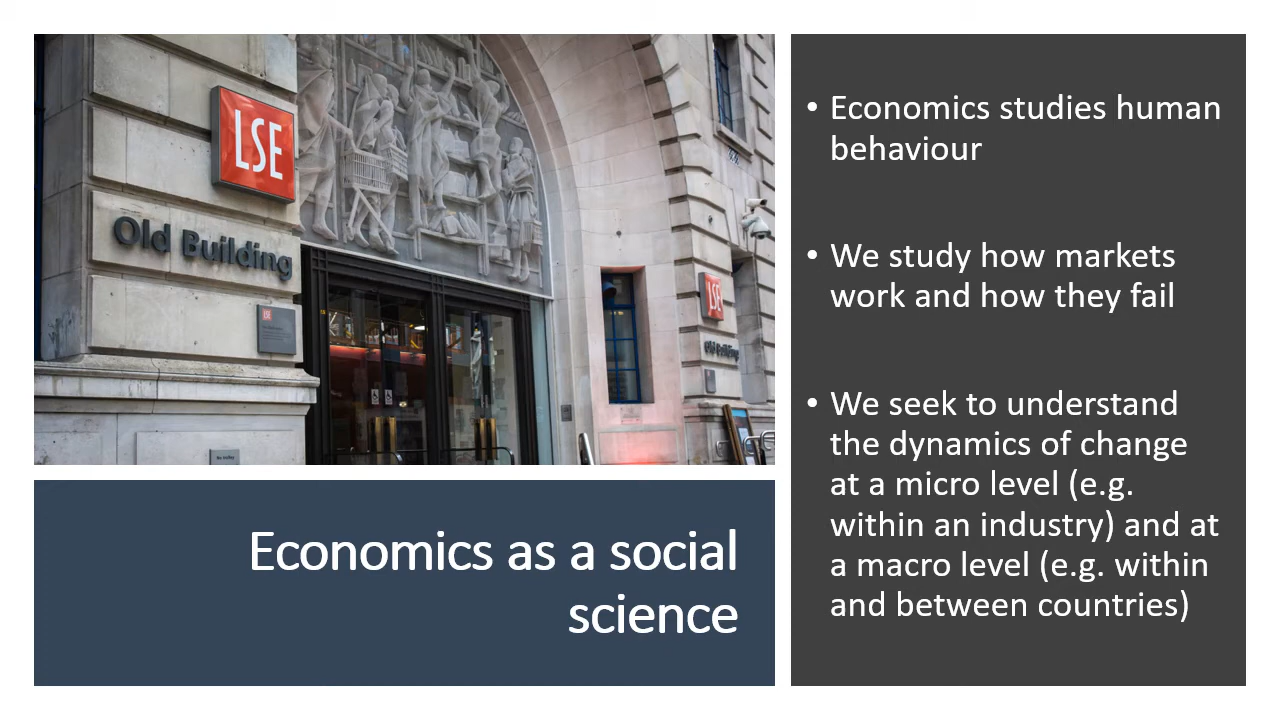 LSE
Old Building
LSE
LSE
Old Building
Economics as a social
science
• Economics studies human
behaviour
• We study how markets
work and how they fail
• We seek to understand
the dynamics of change
at a micro level (e.g.
within an industry) and at
a macro level (e.g. within
and between countries)